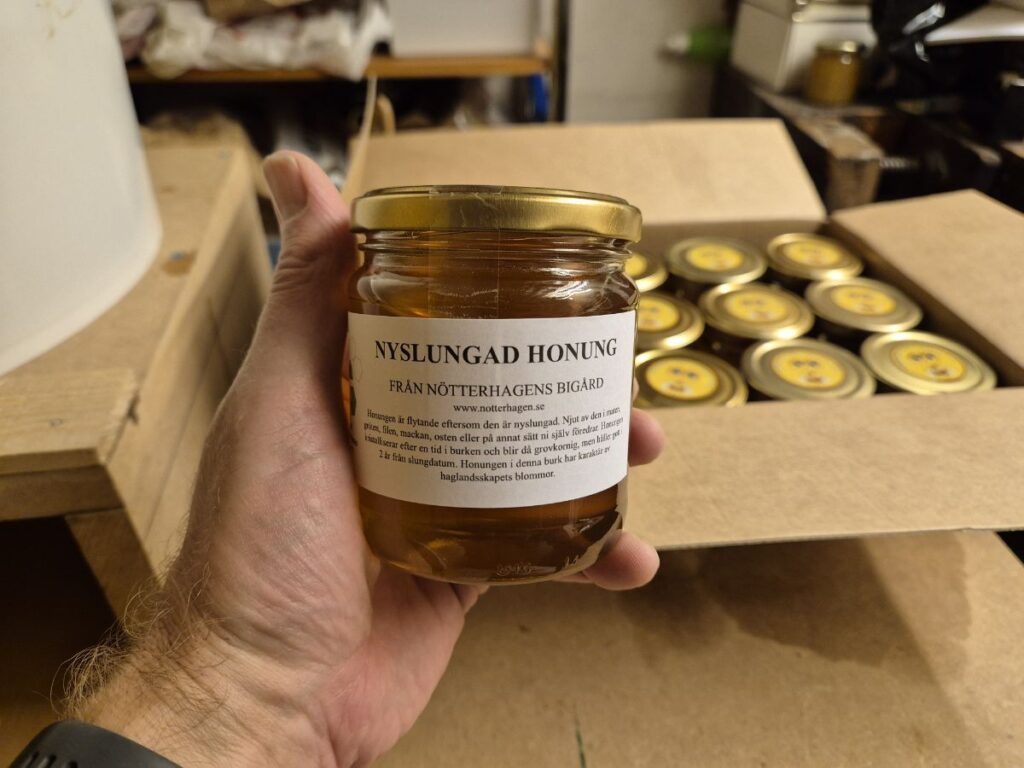 NYSLUNGAD HONUNG
FRÅN NÖTTERHAGENS BIGÅRD
www.notterhagen.se
Honungen är flytande eftersom den är nyslungad. Njut av den i maten,
gröten, filen, mackan, osten eller på annat sätt ni själv föredrar. Honungen
kristalliserar efter en tid i burken och blir då grovkornig, men håller gott i
2 år från slungdatum. Honungen i denna burk har karaktär av
haglandsskapets blommor.